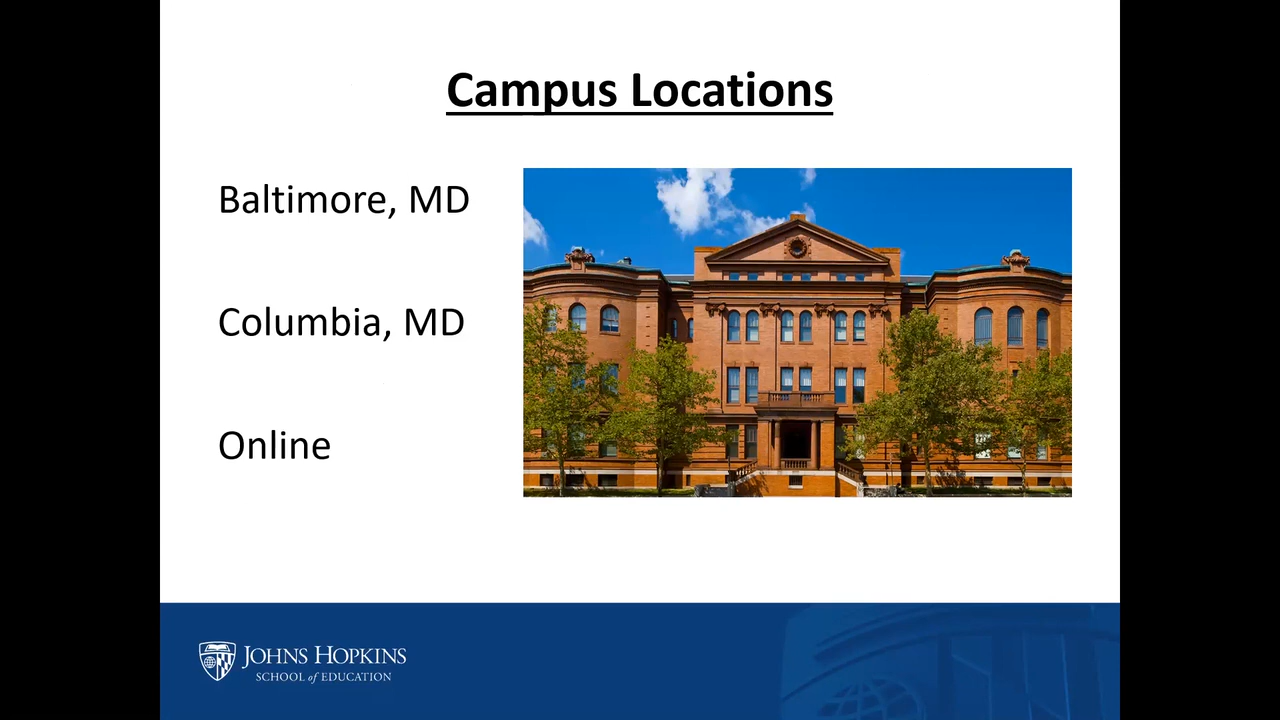 Campus Locations
Baltimore, MD
Columbia, MD
Online
JOHNS HOPKINS
SCHOOL of EDUCATION